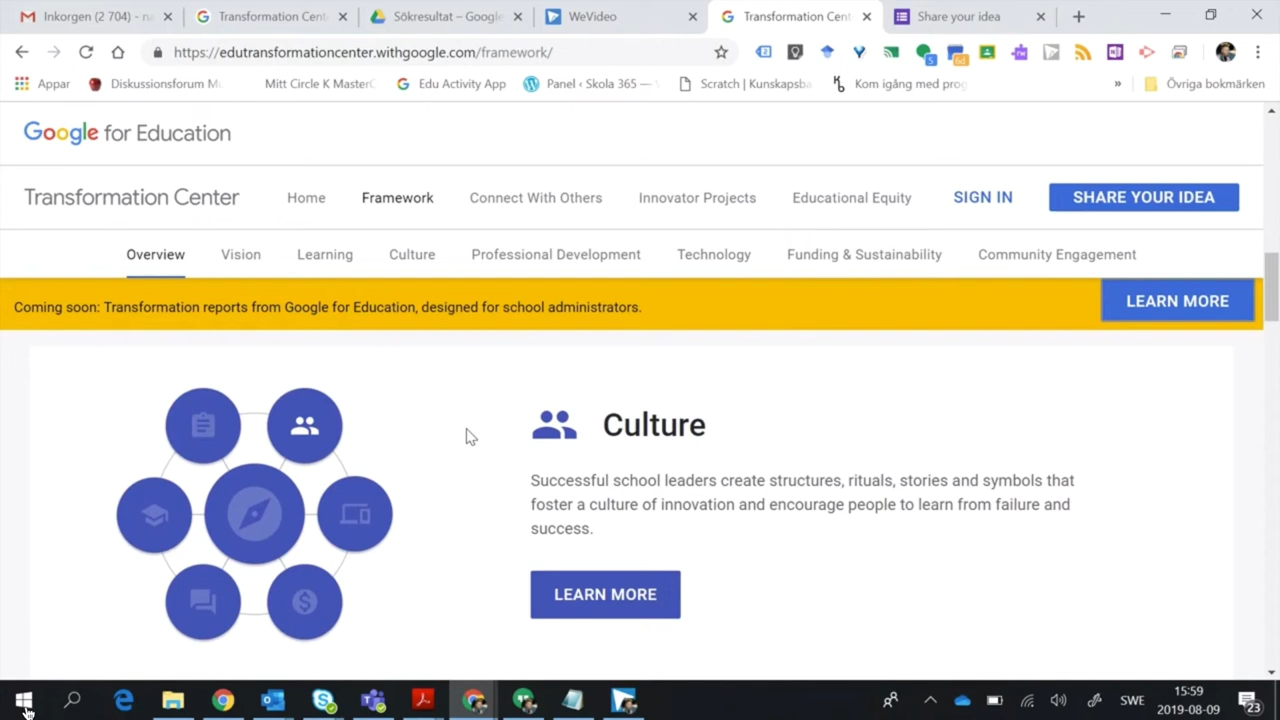 Inkorgen (2 704) - n
Transformation Cent
Sökresultat – Google
WeVideo
Transformation Cent
Share your idea
https://edutransformationcenter.withgoogle.com/framework/
Appar
Diskussionsforum M
Mitt Circle K MasterC
Edu Activity App
Panel ‹ Skola 365 —
Scratch | Kunskapsba
Kom igång med prog
»
Övriga bokmärken
Google for Education
Transformation Center
Home
Framework
Connect With Others
Innovator Projects
Educational Equity
SIGN IN
SHARE YOUR IDEA
Overview
Vision
Learning
Culture
Professional Development
Technology
Funding & Sustainability
Community Engagement
Coming soon: Transformation reports from Google for Education, designed for school administrators.
LEARN MORE
Culture
Successful school leaders create structures, rituals, stories and symbols that
foster a culture of innovation and encourage people to learn from failure and
success.
LEARN MORE
SWE
15:59
2019-08-09
23